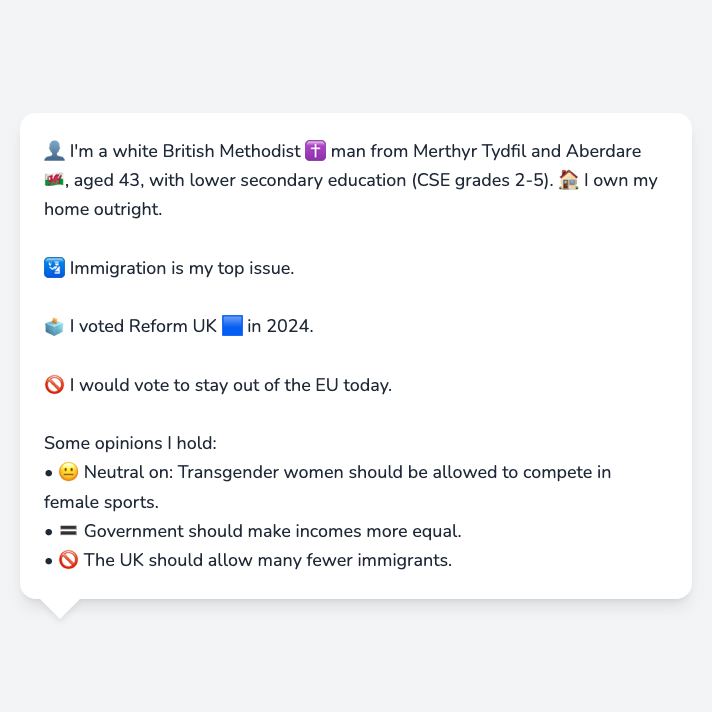 👤 I'm a white British Methodist ✝️ man from Merthyr Tydfil and Aberdare
🏴󠁧󠁢󠁷󠁬󠁳󠁿, aged 43, with lower secondary education (CSE grades 2-5). 🏠 I own my
home outright.
🛂 Immigration is my top issue.
🗳️ I voted Reform UK 🟦 in 2024.
🚫 I would vote to stay out of the EU today.
Some opinions I hold:
• 😐 Neutral on: Transgender women should be allowed to compete in
female sports.
• 🟰 Government should make incomes more equal.
• 🚫 The UK should allow many fewer immigrants.